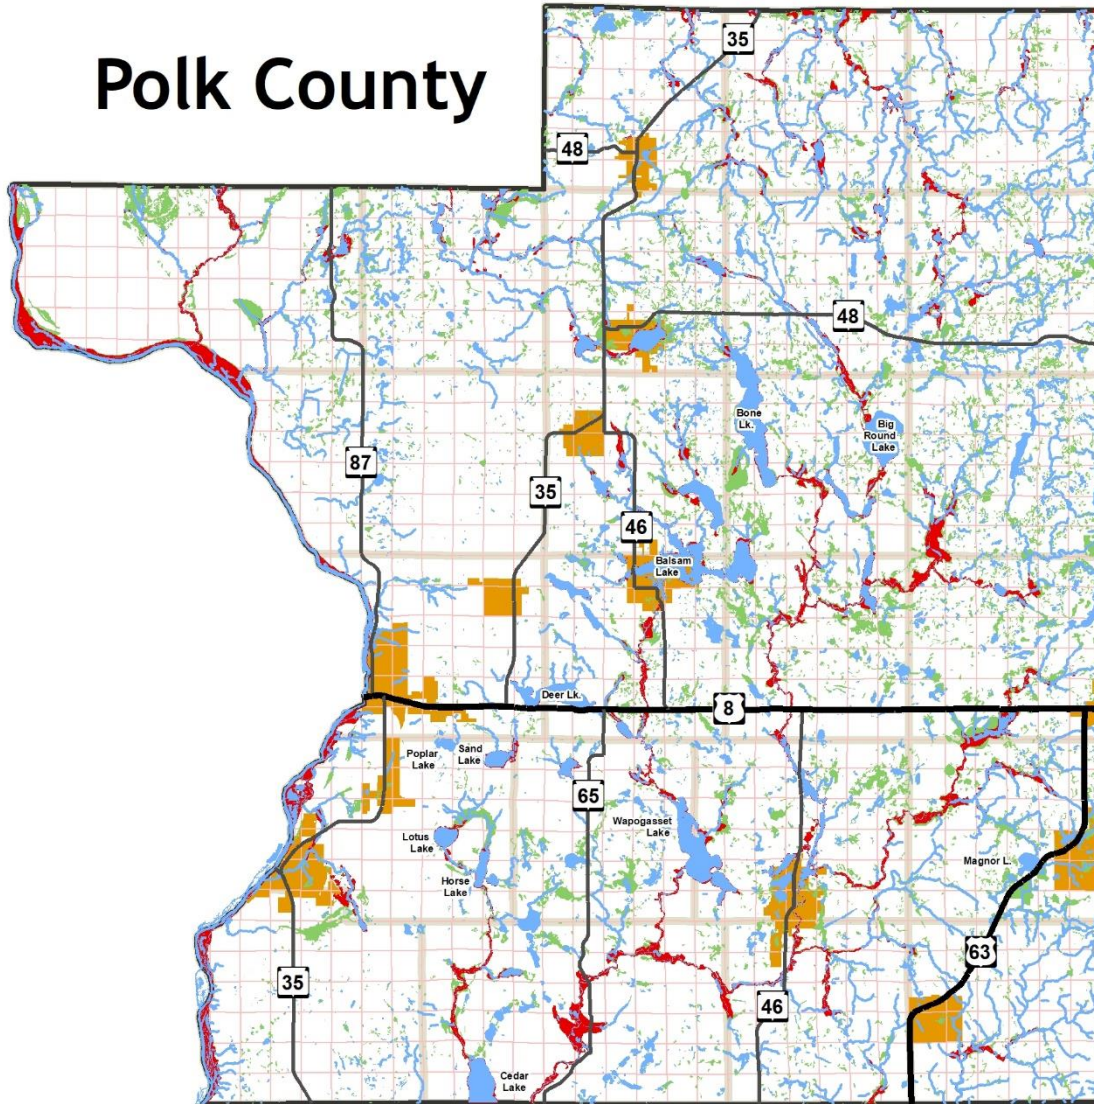 Polk County
35
48
48
Bone
Lk.
Big
Round
Lake
87
35
46
Balsam
Lake
Deer Lk.
8
Poplar
Lake
Sand
Lake
65
Wapogasset
Lake
Lotus
Lake
Magnor L.
Horse
Lake
63
35
46
Cedar
Lake